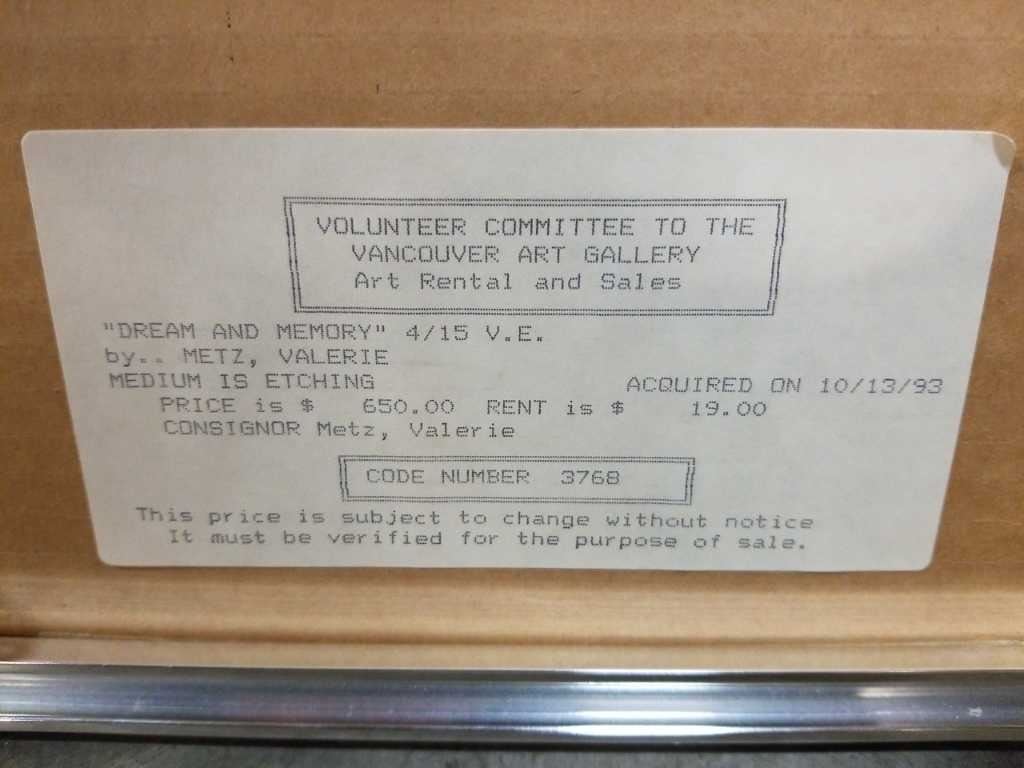 VOLUNTEER COMMITTEE TO THE
VANCOUVER ART GALLERY
Art Rental and Sales
"DREAM AND MEMORY" 4/15 V.E.
by.. METZ, VALERIE
MEDIUM IS ETCHING ACQUIRED ON 10/13/93
PRICE is $ 650.00 RENT is $ 19.00
CONSIGNOR Metz, Valerie
CODE NUMBER 3768
This price is subject to change without notice
It must be verified for the purpose of sale.